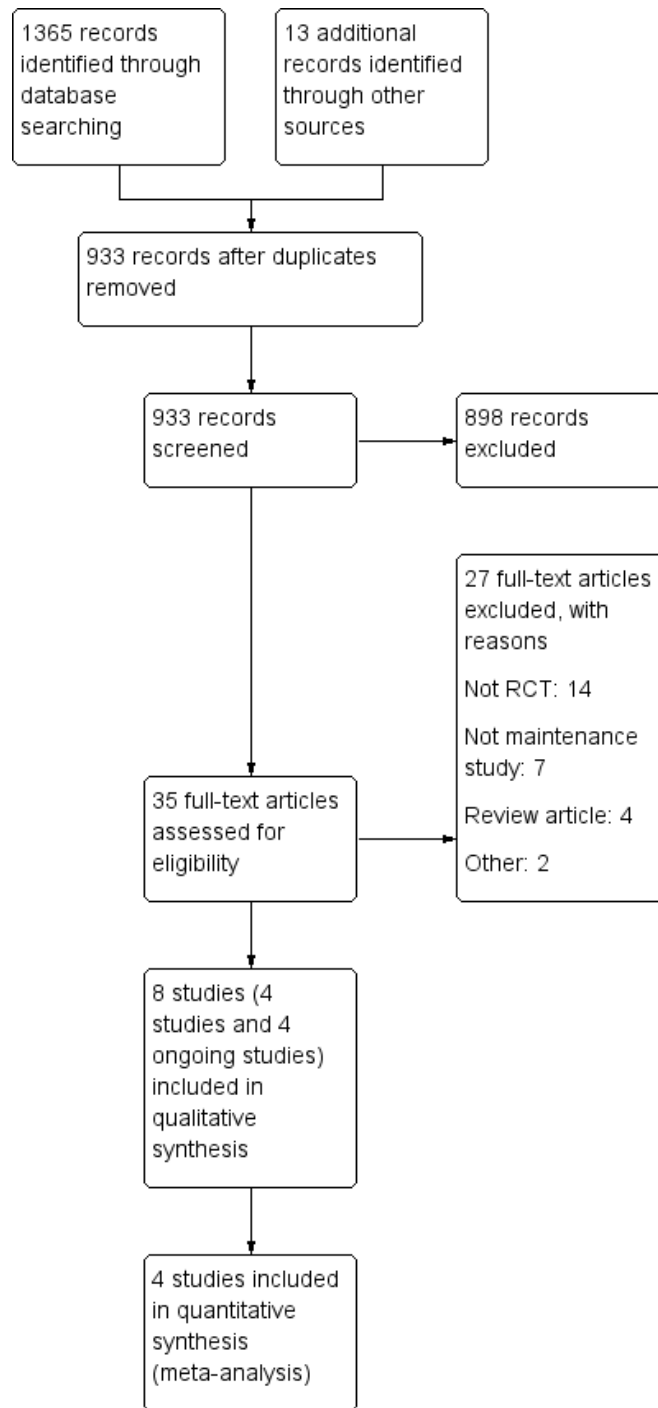 1365 records
identified through
database
searching
13 additional
records identified
through other
sources
933 records after duplicates
removed
933 records
screened
898 records
excluded
27 full-text articles
excluded, with
reasons
Not RCT: 14
Not maintenance
study: 7
Review article: 4
Other: 2
35 full-text articles
assessed for
eligibility
8 studies (4
studies and 4
ongoing studies)
included in
qualitative
synthesis
4 studies included
in quantitative
synthesis
(meta-analysis)